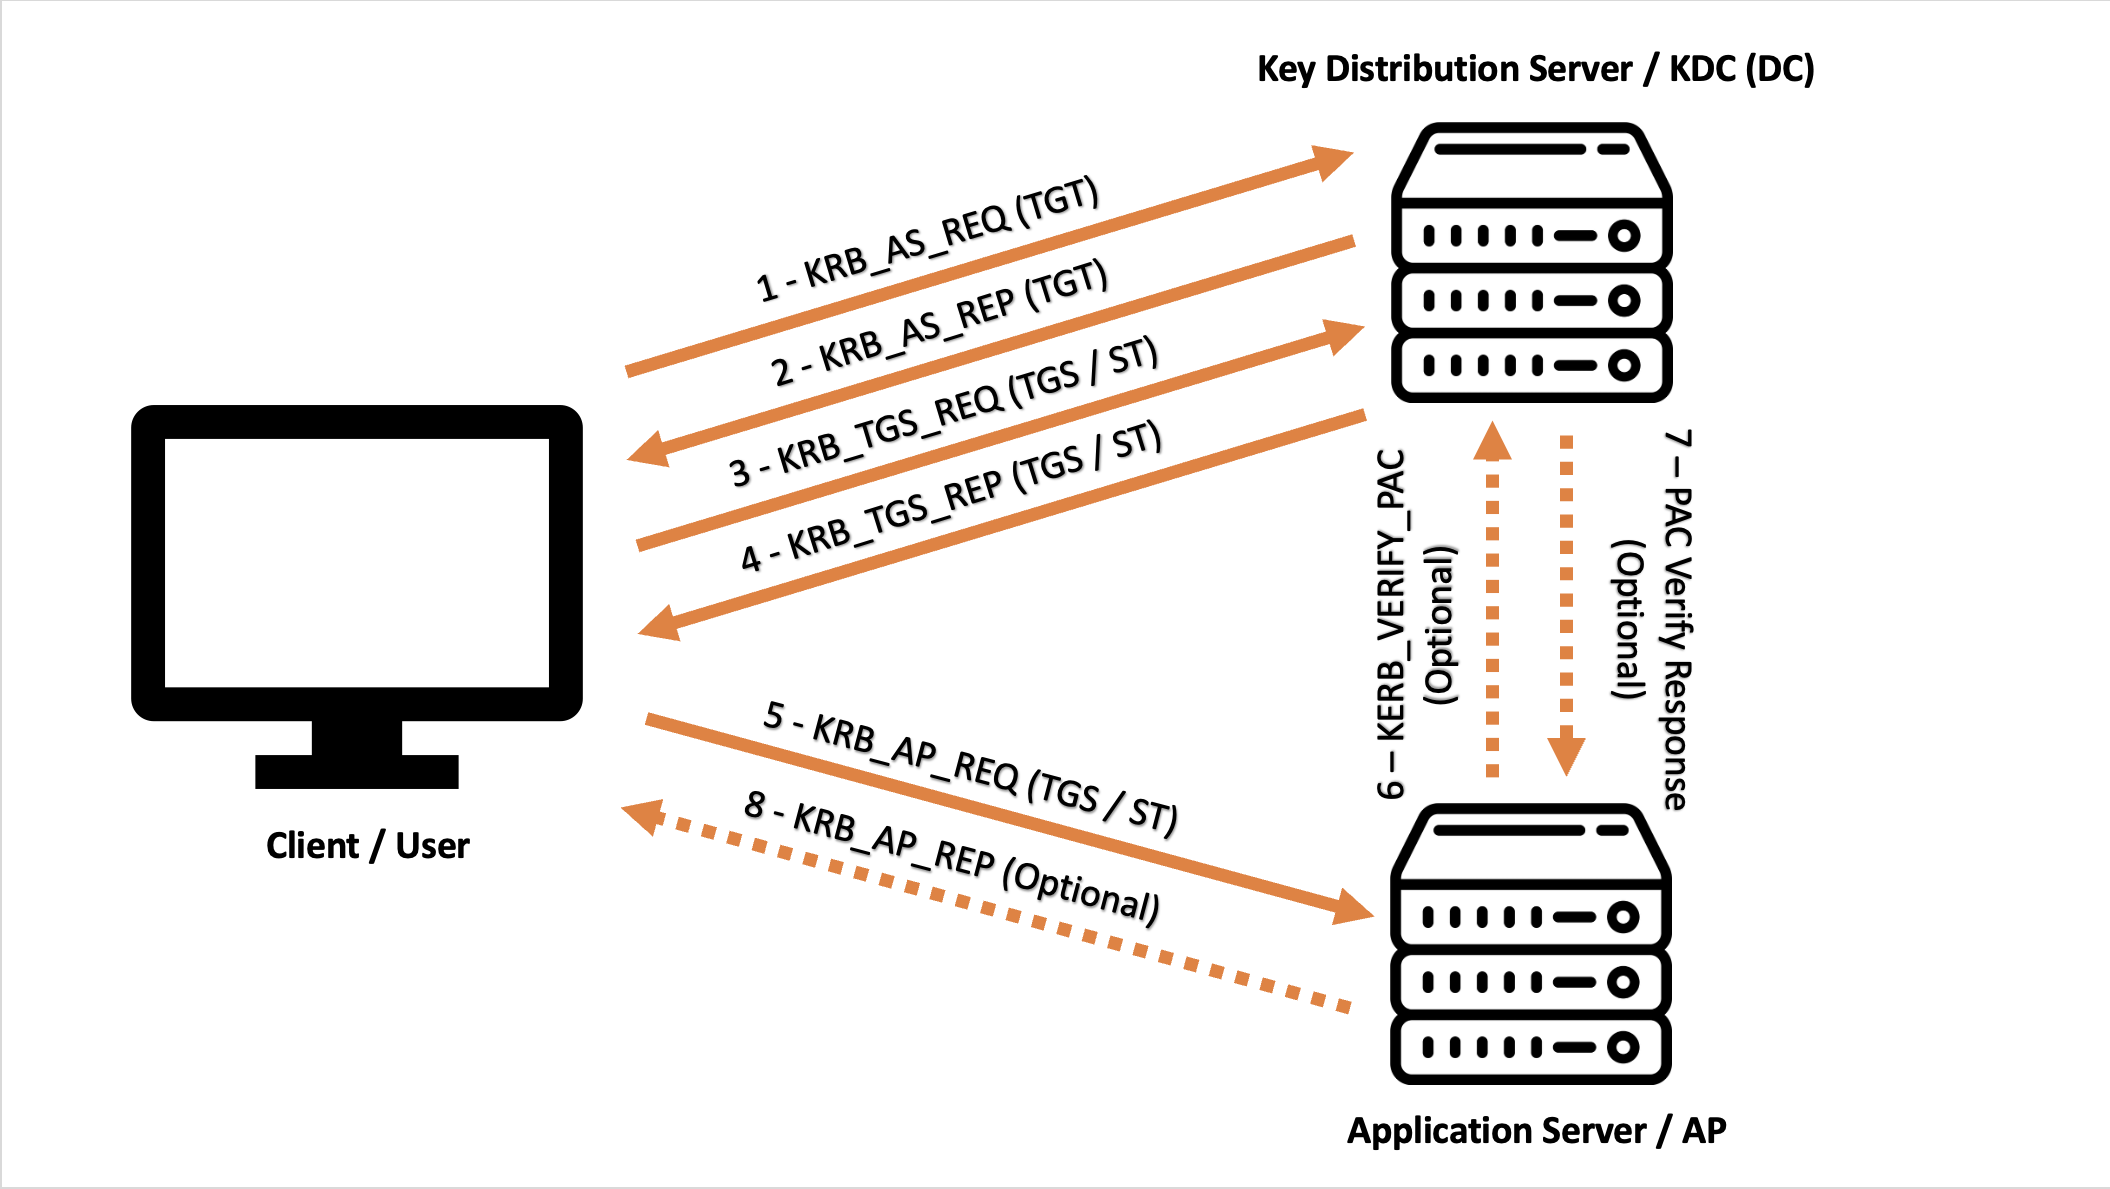 Key Distribution Server / KDC (DC)
1 - KRB_AS_REQ (TGT)
2 - KRB_AS_REP (TGT)
3 - KRB_TGS_REQ (TGS / ST)
4 - KRB_TGS_REP (TGS / ST)
6 – KERB_VERIFY_PAC
(Optional)
7 – PAC Verify Response
(Optional)
5 - KRB_AP_REQ (TGS / ST)
8 - KRB_AP_REP (Optional)
Client / User
Application Server / AP